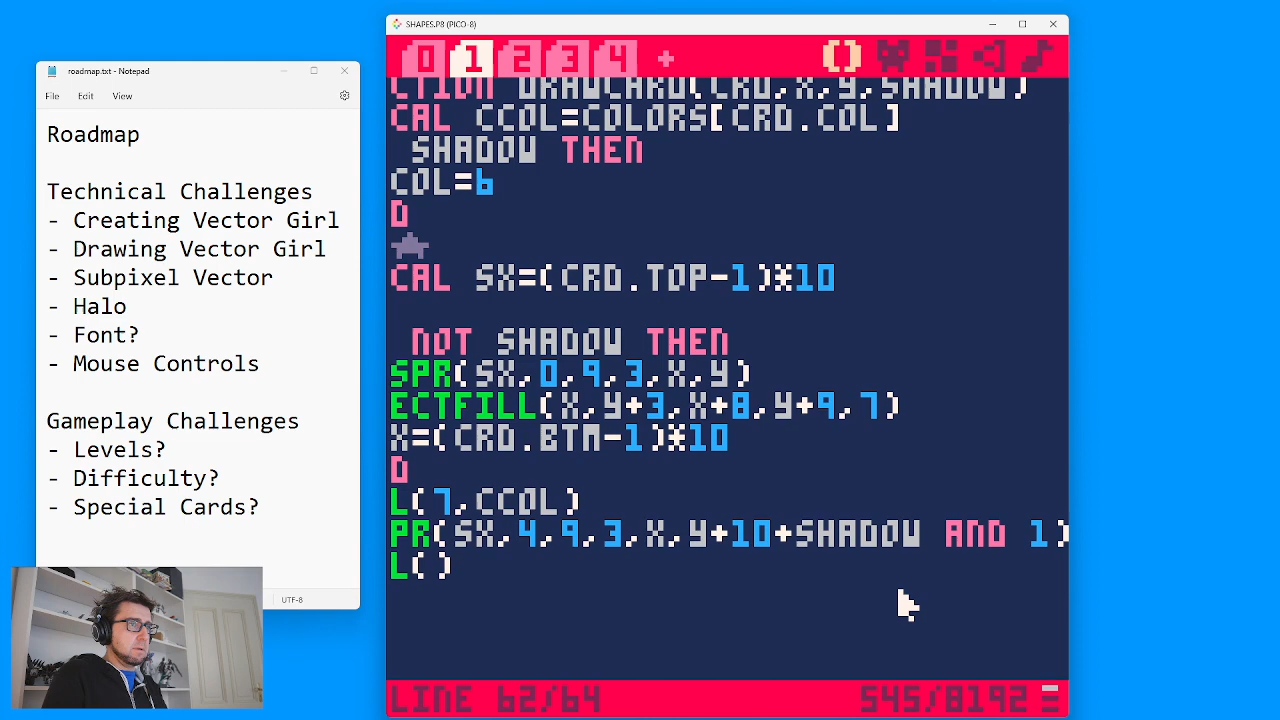 roadmap.txt - Notepad
File Edit View
Roadmap
Technical Challenges
- Creating Vector Girl
- Drawing Vector Girl
- Subpixel Vector
- Halo
- Font?
- Mouse Controls
Gameplay Challenges
- Levels?
- Difficulty?
- Special Cards?
UTF-8
SHAPES.P8 (PICO-8)
0 1 2 3 4 +
CTION DRAWCARD(CRD,X,Y,SHADOW)
CAL CCOL=COLORS[CRD.COL]
SHADOW THEN
COL=6
D
CAL SX=(CRD.TOP-1)*10
NOT SHADOW THEN
SPR(SX,0,9,3,X,Y)
ECTFILL(X,Y+3,X+8,Y+9,7)
X=(CRD.BTM-1)*10
D
L(7,CCOL)
PR(SX,4,9,3,X,Y+10+SHADOW AND 1)
L()
LINE 62/64
545/8192